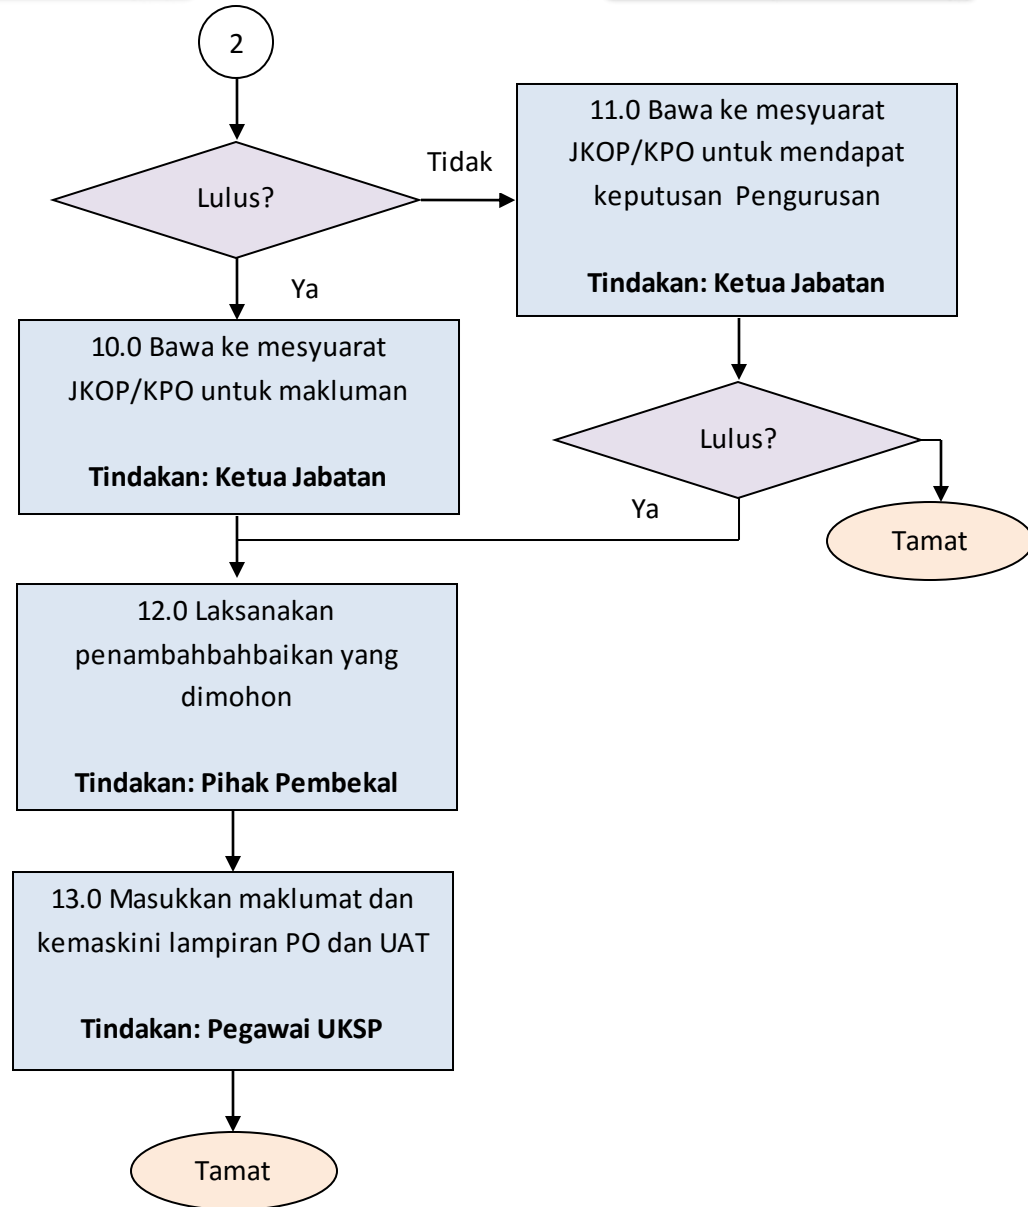 2
Lulus?
Tidak
11.0 Bawa ke mesyuarat
JKOP/KPO untuk mendapat
keputusan Pengurusan
Tindakan: Ketua Jabatan
Ya
10.0 Bawa ke mesyuarat
JKOP/KPO untuk makluman
Tindakan: Ketua Jabatan
Lulus?
Ya
Tamat
12.0 Laksanakan
penambahbahbaikan yang
dimohon
Tindakan: Pihak Pembekal
13.0 Masukkan maklumat dan
kemaskini lampiran PO dan UAT
Tindakan: Pegawai UKSP
Tamat